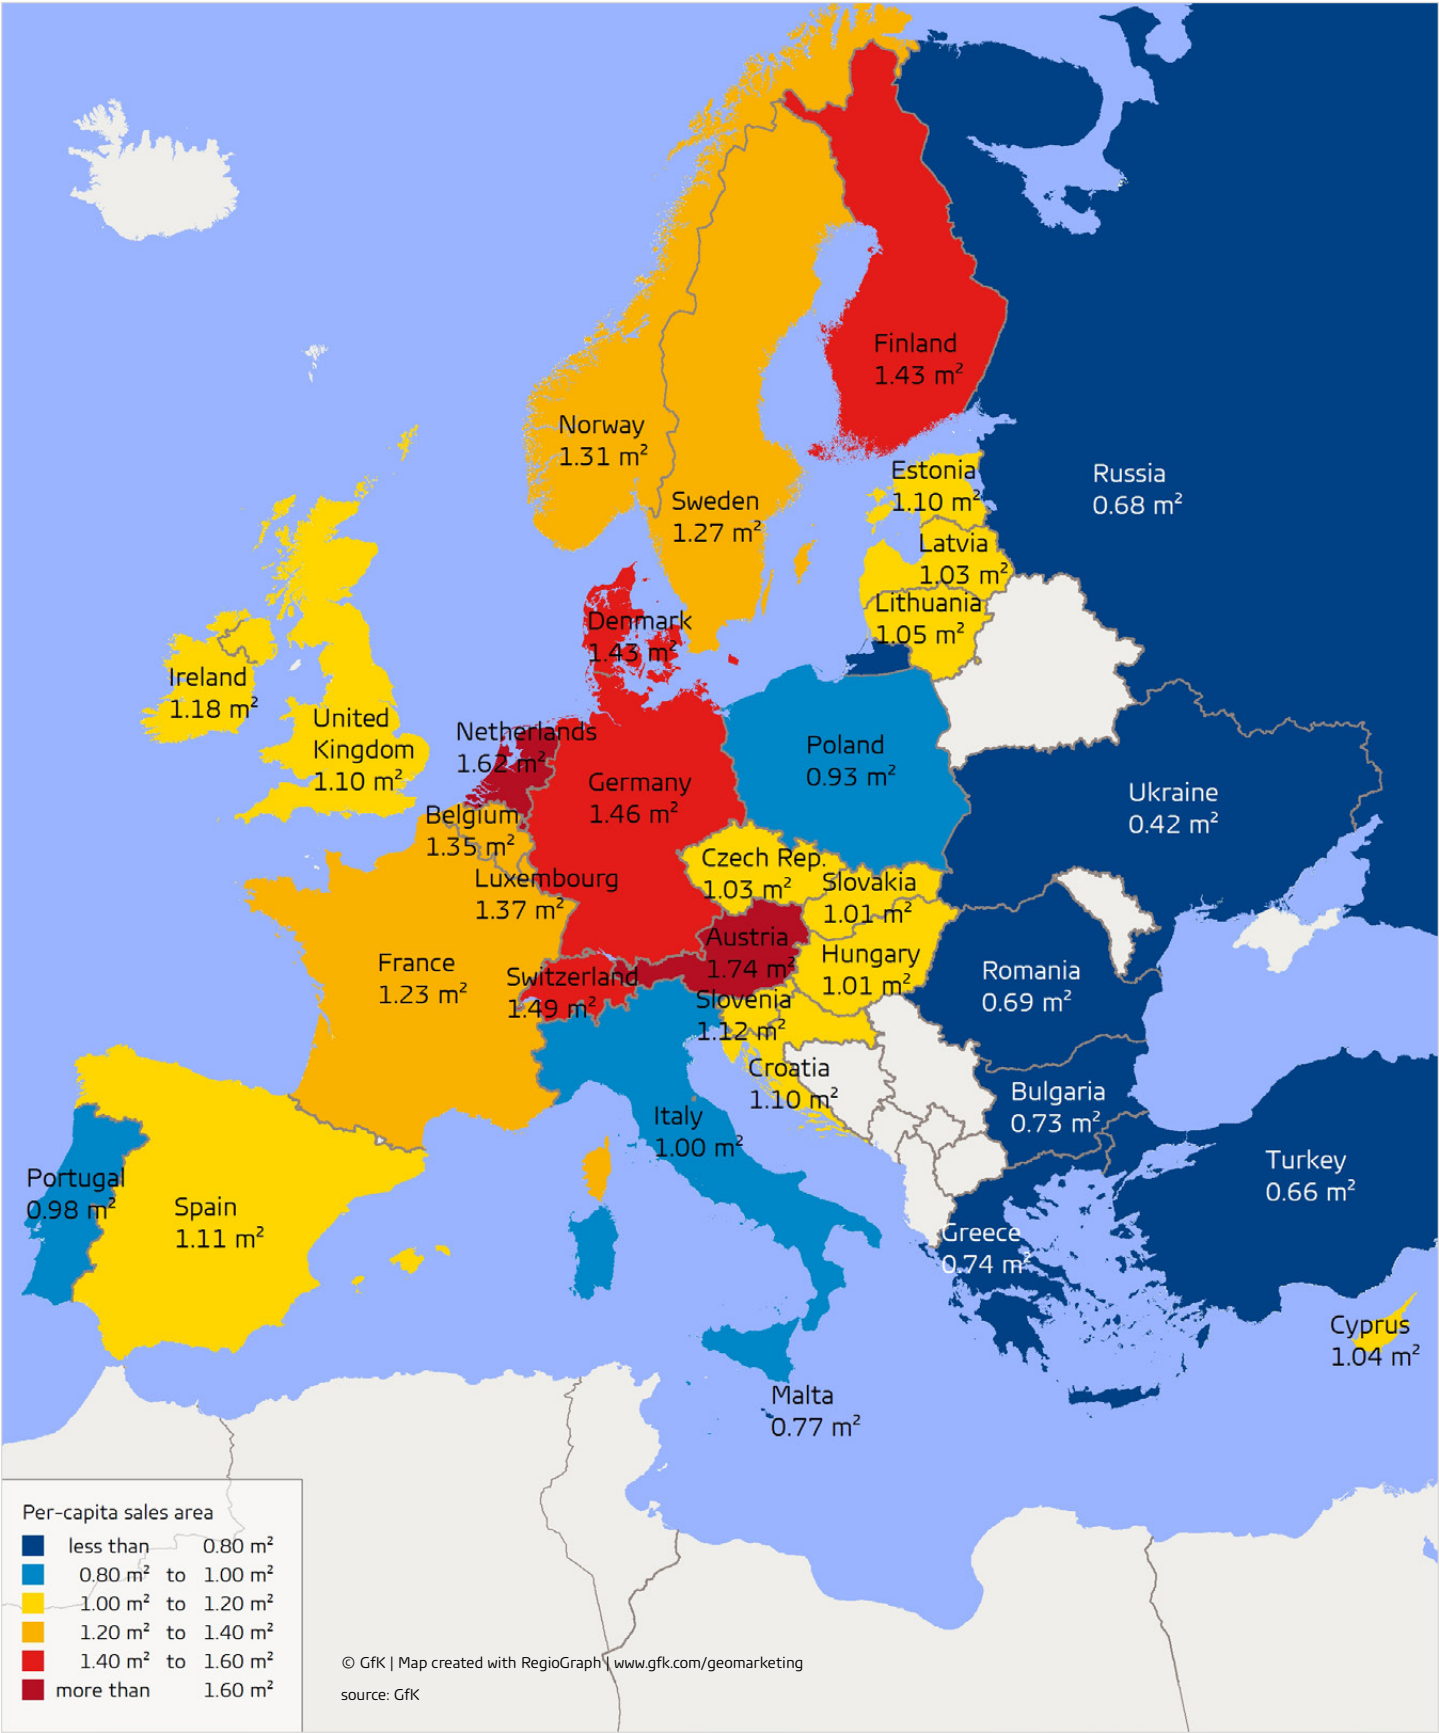 Finland
1.43 m²
Norway
1.31 m²
Sweden
1.27 m²
Estonia
1.10 m²
Russia
0.68 m²
Latvia
1.03 m²
Lithuania
1.05 m²
Denmark
1.43 m²
Ireland
1.18 m²
United
Kingdom
1.10 m²
Netherlands
1.62 m²
Germany
1.46 m²
Poland
0.93 m²
Ukraine
0.42 m²
Belgium
1.35 m²
Luxembourg
1.37 m²
Czech Rep.
1.03 m²
Slovakia
1.01 m²
Austria
1.74 m²
Hungary
1.01 m²
France
1.23 m²
Switzerland
1.49 m²
Slovenia
1.12 m²
Romania
0.69 m²
Croatia
1.10 m²
Bulgaria
0.73 m²
Italy
1.00 m²
Portugal
0.98 m²
Spain
1.11 m²
Turkey
0.66 m²
Greece
0.74 m²
Cyprus
1.04 m²
Malta
0.77 m²
Per-capita sales area
less than 0.80 m²
0.80 m² to 1.00 m²
1.00 m² to 1.20 m²
1.20 m² to 1.40 m²
1.40 m² to 1.60 m²
more than 1.60 m²
© GfK | Map created with RegioGraph | www.gfk.com/geomarketing
source: GfK